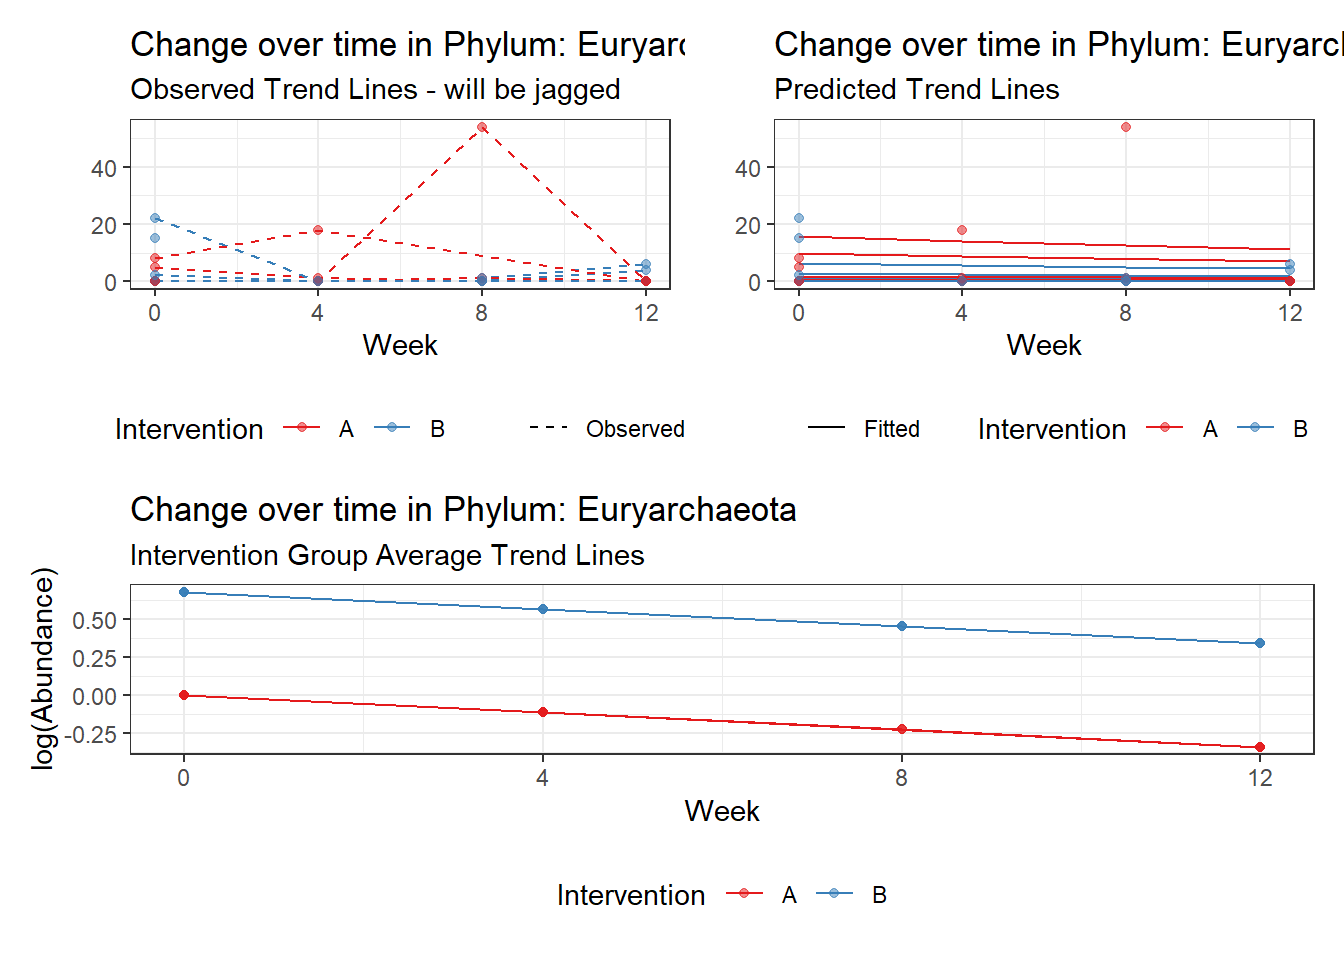 Change over time in Phylum: Euryarc
Observed Trend Lines - will be jagged
40
20
0
0 4 8 12
Week
Intervention A B Observed
Change over time in Phylum: Euryarch
Predicted Trend Lines
40
20
0
0 4 8 12
Week
Fitted Intervention A B
Change over time in Phylum: Euryarchaeota
Intervention Group Average Trend Lines
log(Abundance)
0.50
0.25
0.00
-0.25
0 4 8 12
Week
Intervention A B